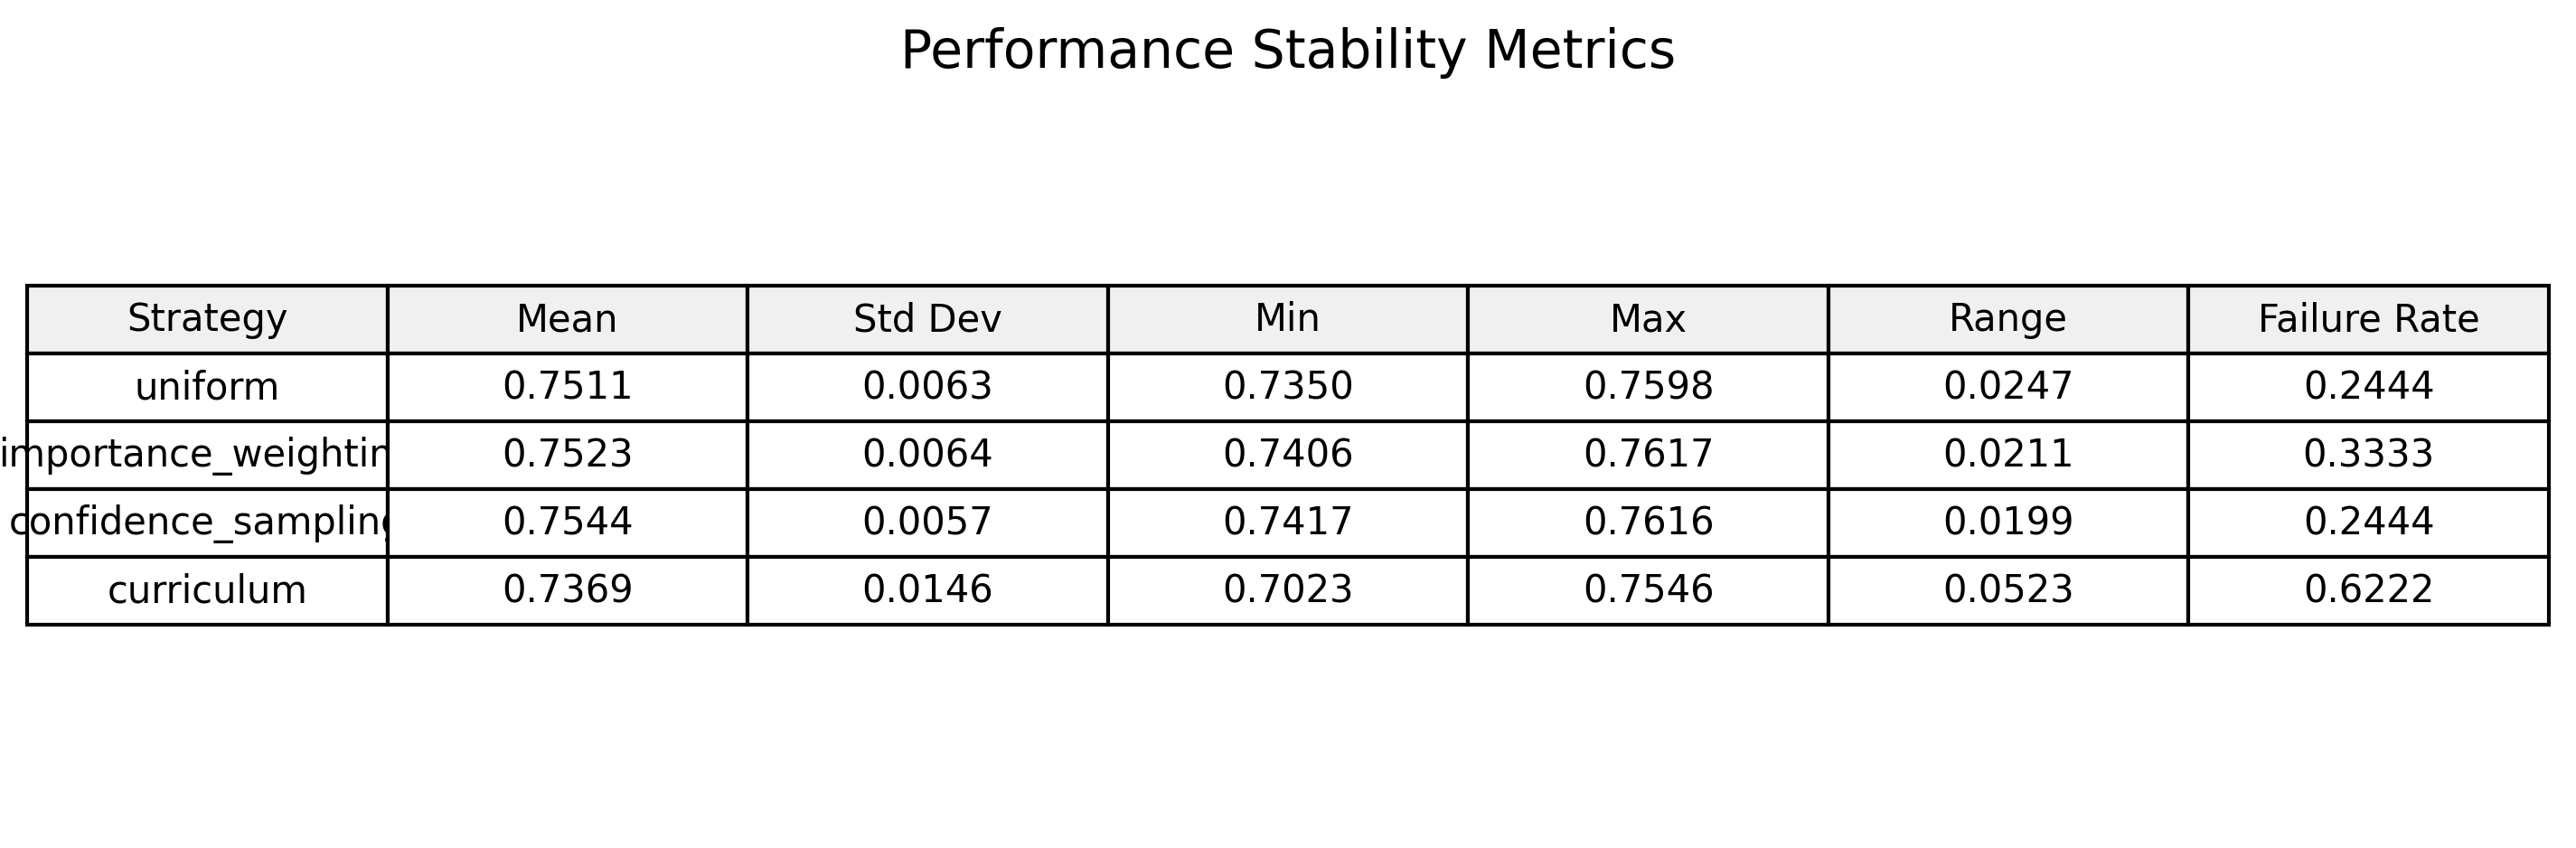 Performance Stability Metrics
Strategy Mean Std Dev Min Max Range Failure Rate
uniform 0.7511 0.0063 0.7350 0.7598 0.0247 0.2444
importance_weightin 0.7523 0.0064 0.7406 0.7617 0.0211 0.3333
confidence_sampling 0.7544 0.0057 0.7417 0.7616 0.0199 0.2444
curriculum 0.7369 0.0146 0.7023 0.7546 0.0523 0.6222